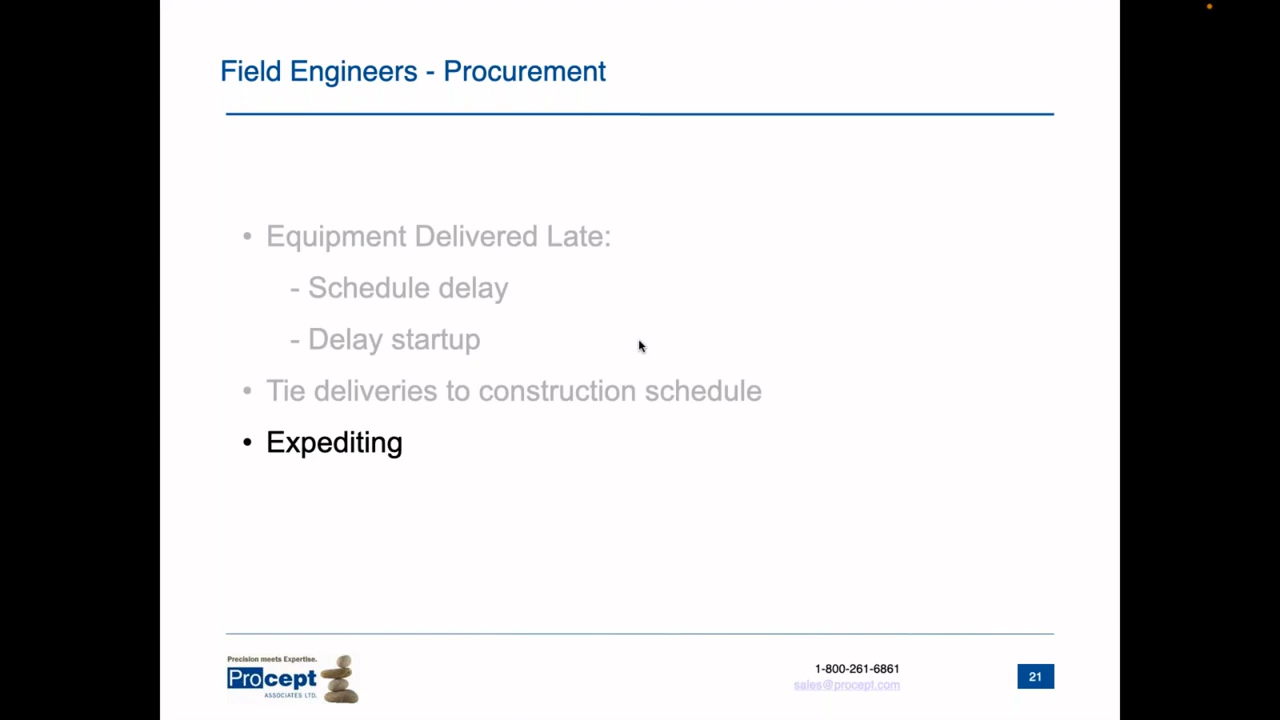 Field Engineers - Procurement
• Equipment Delivered Late:
- Schedule delay
- Delay startup
• Tie deliveries to construction schedule
• Expediting
Precision meets Expertise.
Procept
ASSOCIATES LTD.
1-800-261-6861
sales@procept.com
21